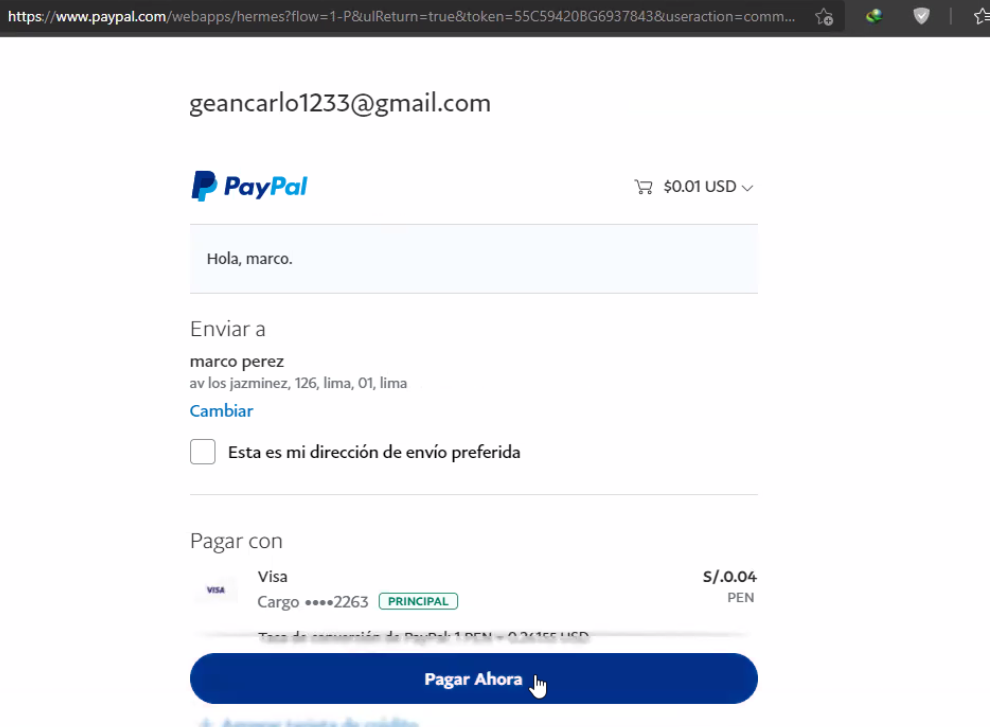 https://www.paypal.com/webapps/hermes?flow=1-P&ulReturn=true&token=55C59420BG6937843&useraction=comm...
geancarlo1233@gmail.com
PayPal
$0.01 USD
Hola, marco.
Enviar a
marco perez
av los jazminez, 126, lima, 01, lima
Cambiar
Esta es mi dirección de envío preferida
Pagar con
VISA
Visa
S/.0.04
Cargo ••••2263 PRINCIPAL
PEN
Tasa de conversión de PayPal: 1 PEN = 0.26155 USD
Pagar Ahora
Agregar tarjeta de crédito